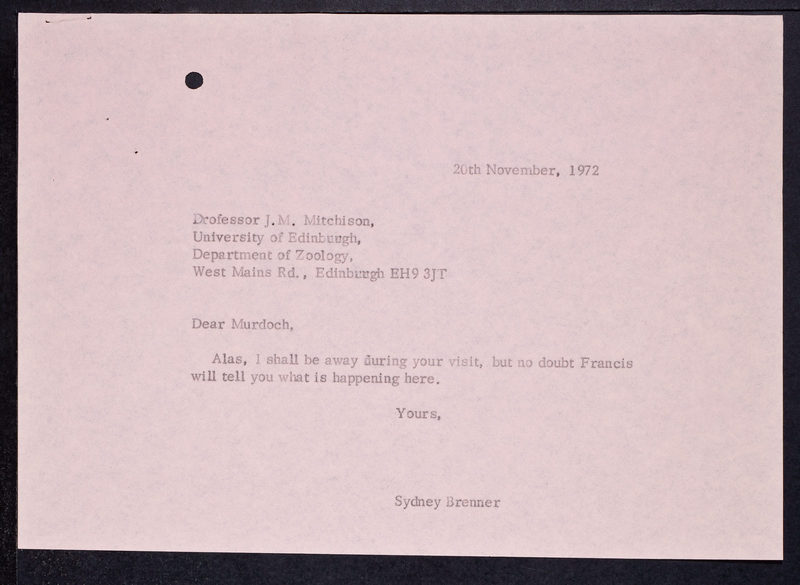 20th November, 1972
Professor J.M. Mitchison,
University of Edinburgh,
Department of Zoology,
West Mains Rd., Edinburgh EH9 3JT
Dear Murdoch,
Alas, I shall be away during your visit, but no doubt Francis
will tell you what is happening here.
Yours,
Sydney Brenner